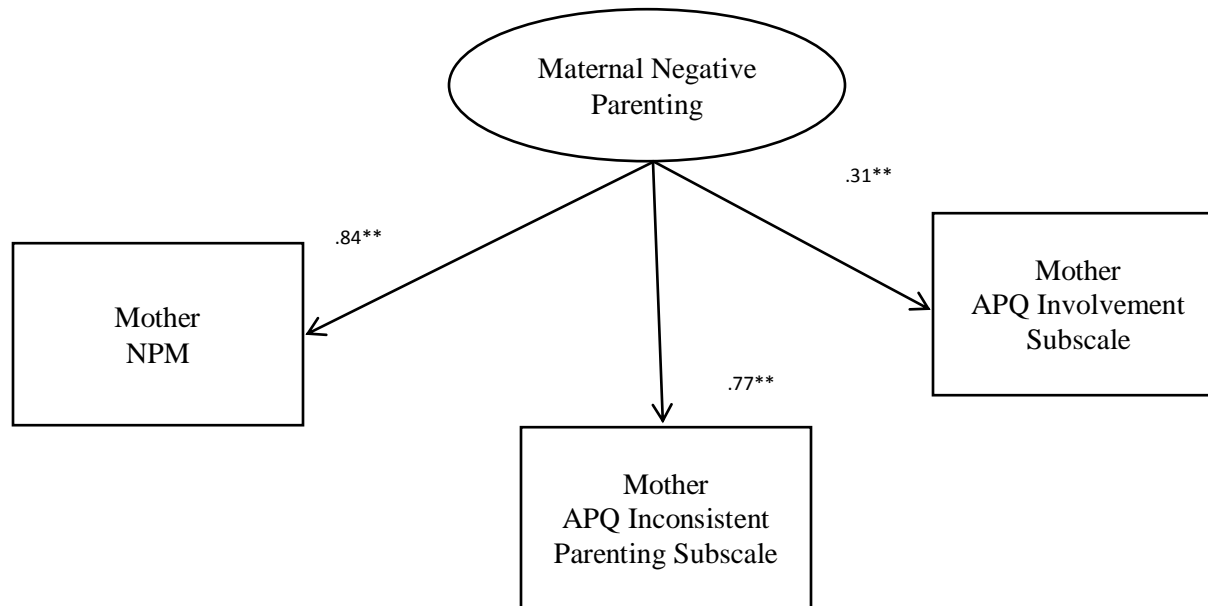 Maternal Negative
Parenting
.31**
.84**
Mother
APQ Involvement
Subscale
Mother
NPM
.77**
Mother
APQ Inconsistent
Parenting Subscale